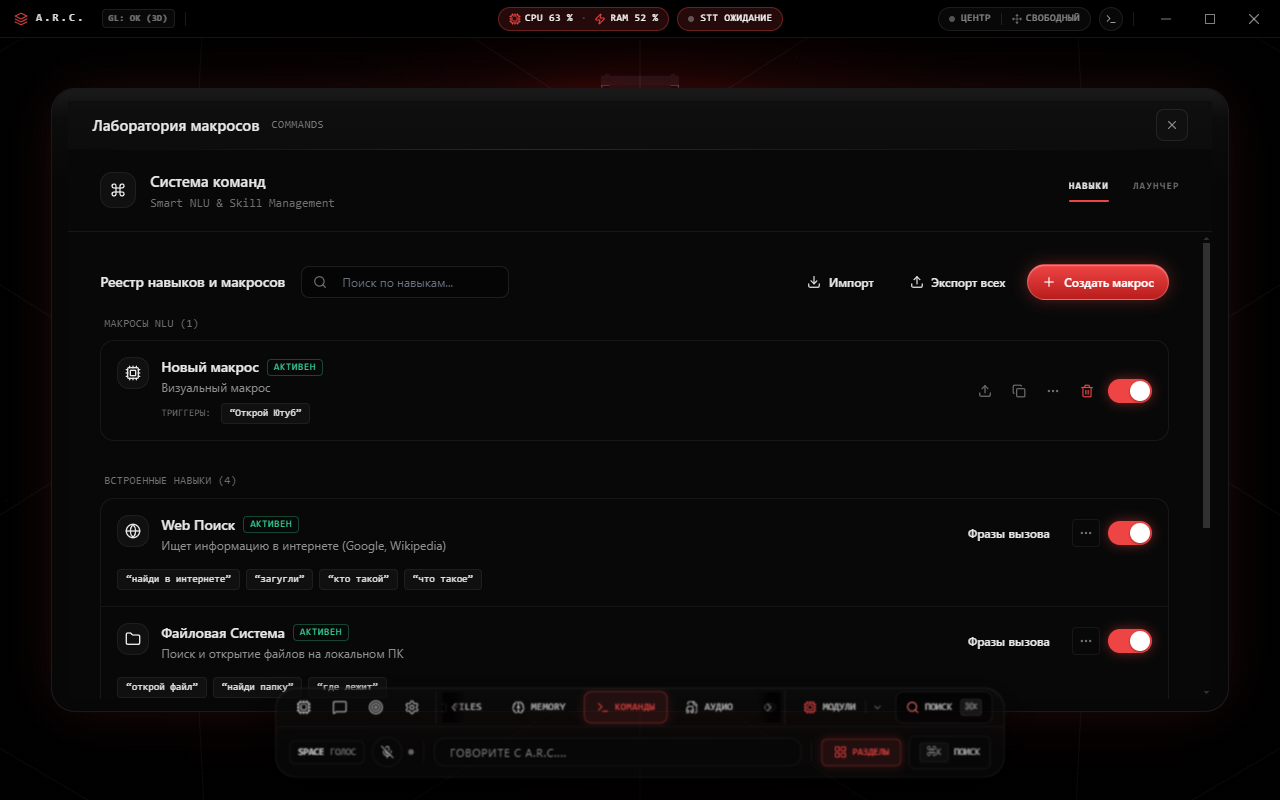 A.R.C. GL: OK (3D) CPU 63 % · RAM 52 % STT ОЖИДАНИЕ ЦЕНТР СВОБОДНЫЙ
Лаборатория макросов COMMANDS
Система команд
Smart NLU & Skill Management
НАВЫКИ ЛАУНЧЕР
Реестр навыков и макросов Поиск по навыкам... Импорт Экспорт всех Создать макрос
МАКРОСЫ NLU (1)
Новый макрос АКТИВЕН
Визуальный макрос
ТРИГГЕРЫ: “Открой Ютуб”
ВСТРОЕННЫЕ НАВЫКИ (4)
Web Поиск АКТИВЕН
Ищет информацию в интернете (Google, Wikipedia)
Фразы вызова
“найди в интернете” “загугли” “кто такой” “что такое”
Файловая Система АКТИВЕН
Поиск и открытие файлов на локальном ПК
Фразы вызова
“открой файл” “найди папку” “где лежит”
ILES MEMORY КОМАНДЫ АУДИО МОДУЛИ ПОИСК
SPACE ГОЛОС ГОВОРИТЕ С A.R.C.... РАЗДЕЛЫ ПОИСК